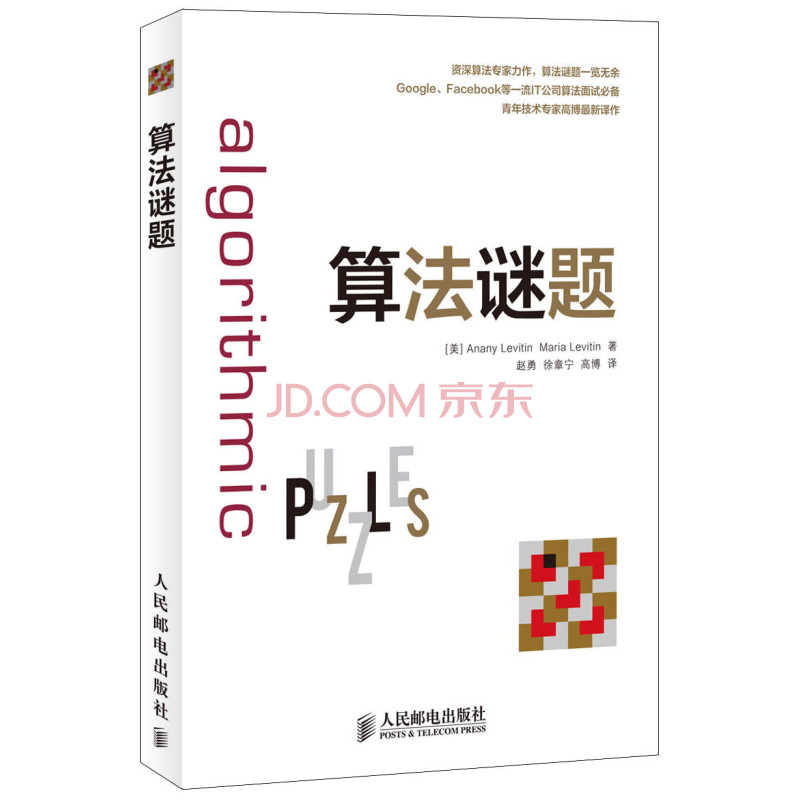 资深算法专家力作，算法谜题一览无余
Google、Facebook等一流IT公司算法面试必备
青年技术专家高博最新译作
algorithmic
算法谜题
[美] Anany Levitin Maria Levitin 著
赵勇 徐章宁 高博 译
JD.COM 京东
PUZZLES
人民邮电出版社
POSTS & TELECOM PRESS
算法谜题
人民邮电出版社